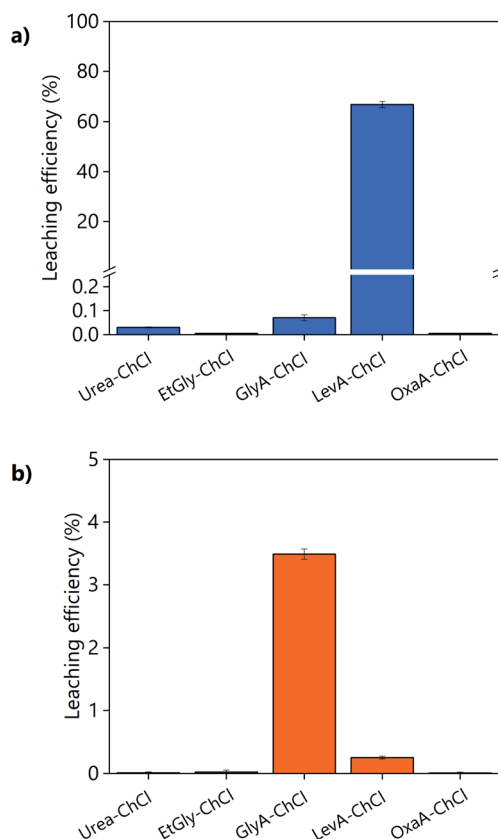 a)
Leaching efficiency (%)
100
80
60
40
20
0.2
0.1
0.0
Urea-ChCl
EtGly-ChCl
GlyA-ChCl
LevA-ChCl
OxaA-ChCl
b)
Leaching efficiency (%)
5
4
3
2
1
0
Urea-ChCl
EtGly-ChCl
GlyA-ChCl
LevA-ChCl
OxaA-ChCl